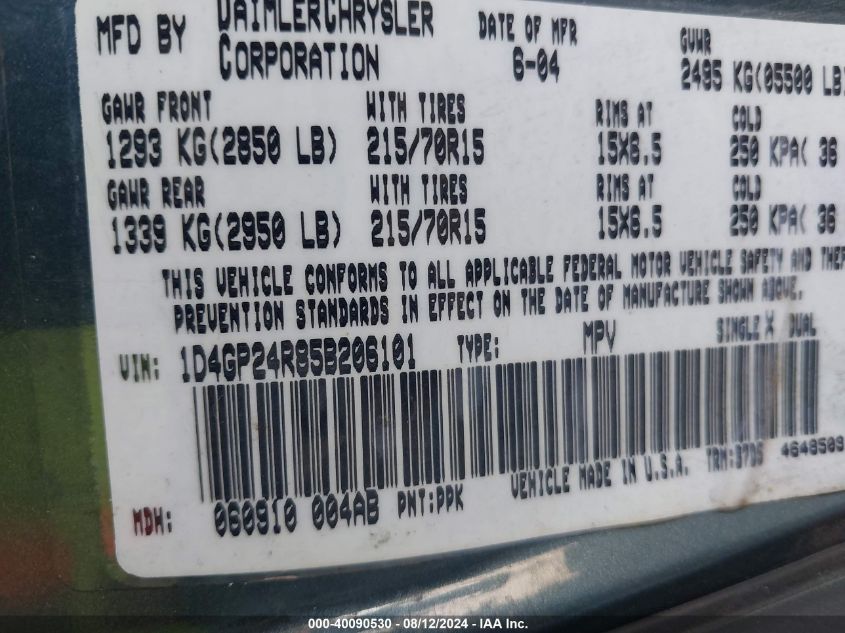 MFD BY DAIMLERCHRYSLER CORPORATION DATE OF MFR 6-04 GVWR 2495 KG(05500 LB)
GAWR FRONT WITH TIRES RIMS AT COLD
1293 KG(2850 LB) 215/70R15 15X6.5 250 KPA( 36
GAWR REAR WITH TIRES RIMS AT COLD
1339 KG(2950 LB) 215/70R15 15X6.5 250 KPA( 36
THIS VEHICLE CONFORMS TO ALL APPLICABLE FEDERAL MOTOR VEHICLE SAFETY AND THEF
PREVENTION STANDARDS IN EFFECT ON THE DATE OF MANUFACTURE SHOWN ABOVE.
VIN: 1D4GP24R85B206101 TYPE: MPV SINGLE X DUAL
VEHICLE MADE IN U.S.A. TRM:
MDH: 060910 004AB PNT:PPK
000-40090530 - 08/12/2024 - IAA Inc.